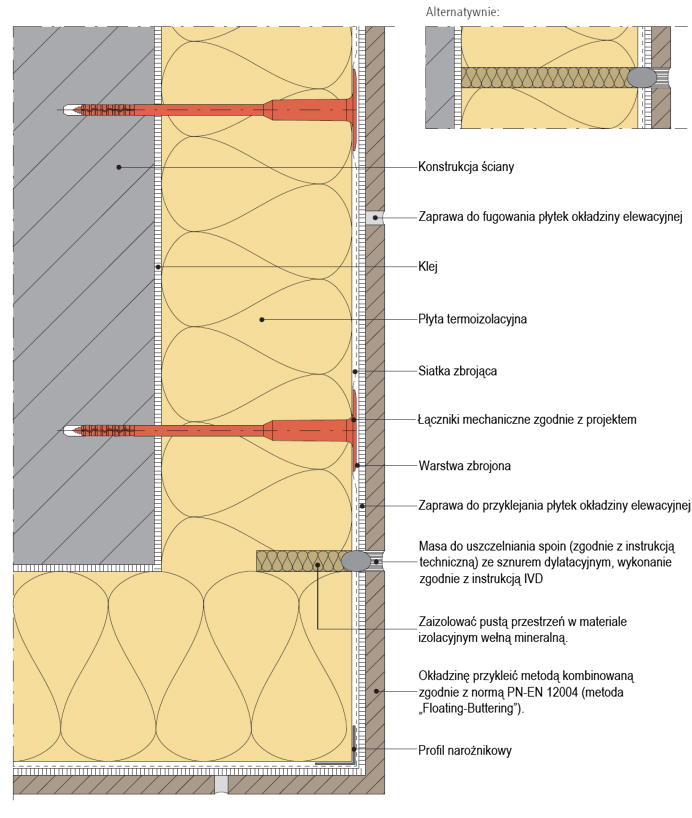 Alternatywnie:
Konstrukcja ściany
Zaprawa do fugowania płytek okładziny elewacyjnej
Klej
Płyta termoizolacyjna
Siatka zbrojąca
Łączniki mechaniczne zgodnie z projektem
Warstwa zbrojona
Zaprawa do przyklejania płytek okładziny elewacyjnej
Masa do uszczelniania spoin (zgodnie z instrukcją
techniczną) ze sznurem dylatacyjnym, wykonanie
zgodnie z instrukcją IVD
Zaizolować pustą przestrzeń w materiale
izolacyjnym wełną mineralną.
Okładzinę przykleić metodą kombinowaną
zgodnie z normą PN-EN 12004 (metoda
„Floating-Buttering”).
Profil narożnikowy